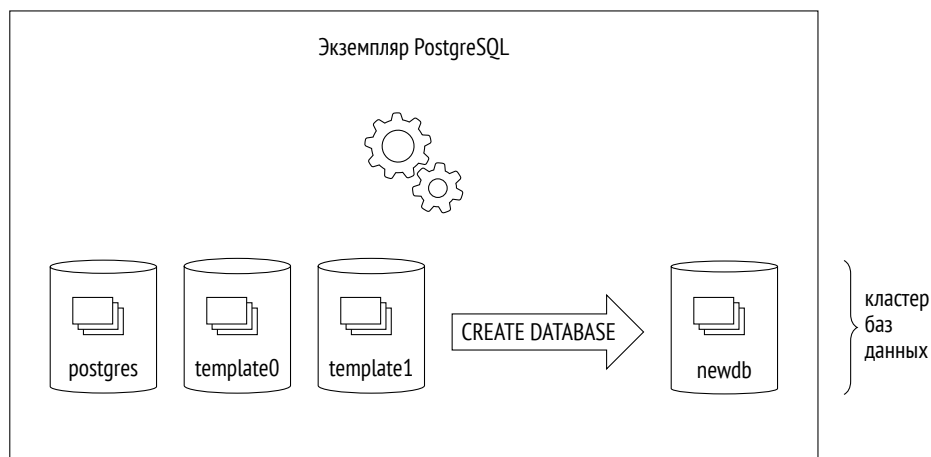 Экземпляр PostgreSQL
postgres
template0
template1
CREATE DATABASE
newdb
кластер
баз
данных